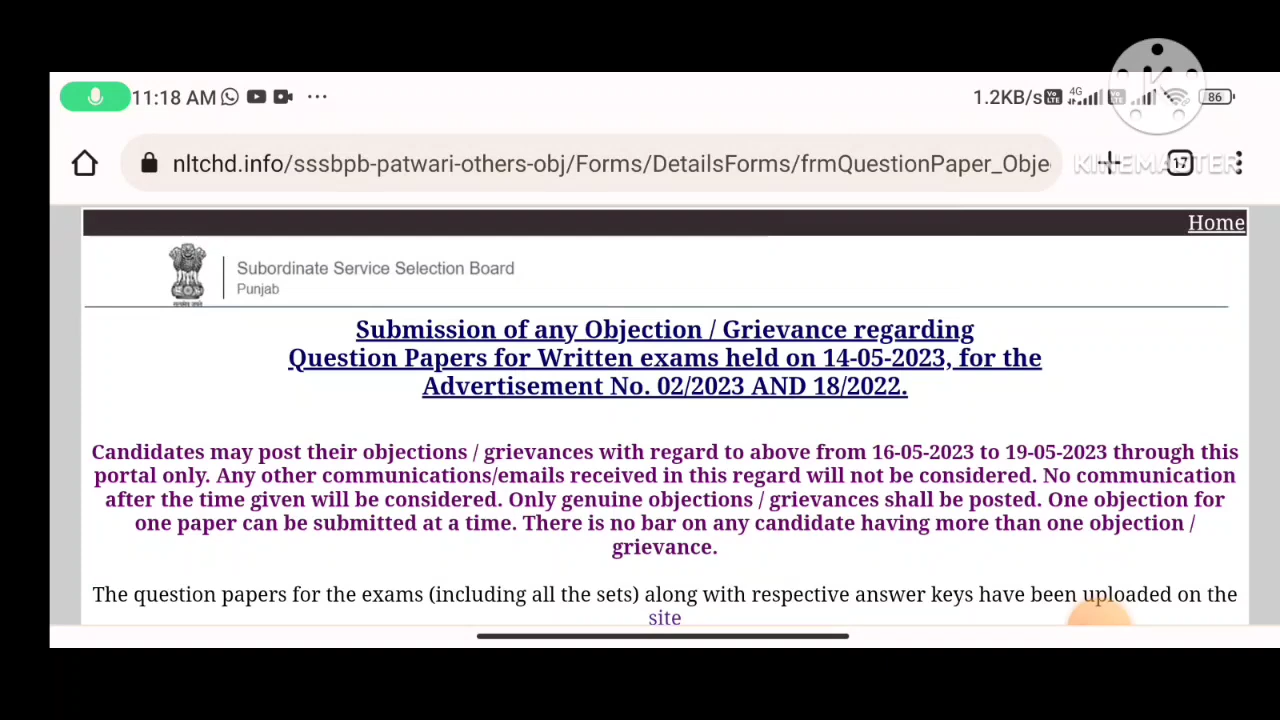 11:18 AM
1.2KB/s Vo LTE 4G Vo LTE 86
nltchd.info/sssbpb-patwari-others-obj/Forms/DetailsForms/frmQuestionPaper_Obje
17
KINEMASTER
Home
Subordinate Service Selection Board
Punjab
Submission of any Objection / Grievance regarding
Question Papers for Written exams held on 14-05-2023, for the
Advertisement No. 02/2023 AND 18/2022.
Candidates may post their objections / grievances with regard to above from 16-05-2023 to 19-05-2023 through this
portal only. Any other communications/emails received in this regard will not be considered. No communication
after the time given will be considered. Only genuine objections / grievances shall be posted. One objection for
one paper can be submitted at a time. There is no bar on any candidate having more than one objection /
grievance.
The question papers for the exams (including all the sets) along with respective answer keys have been uploaded on the
site